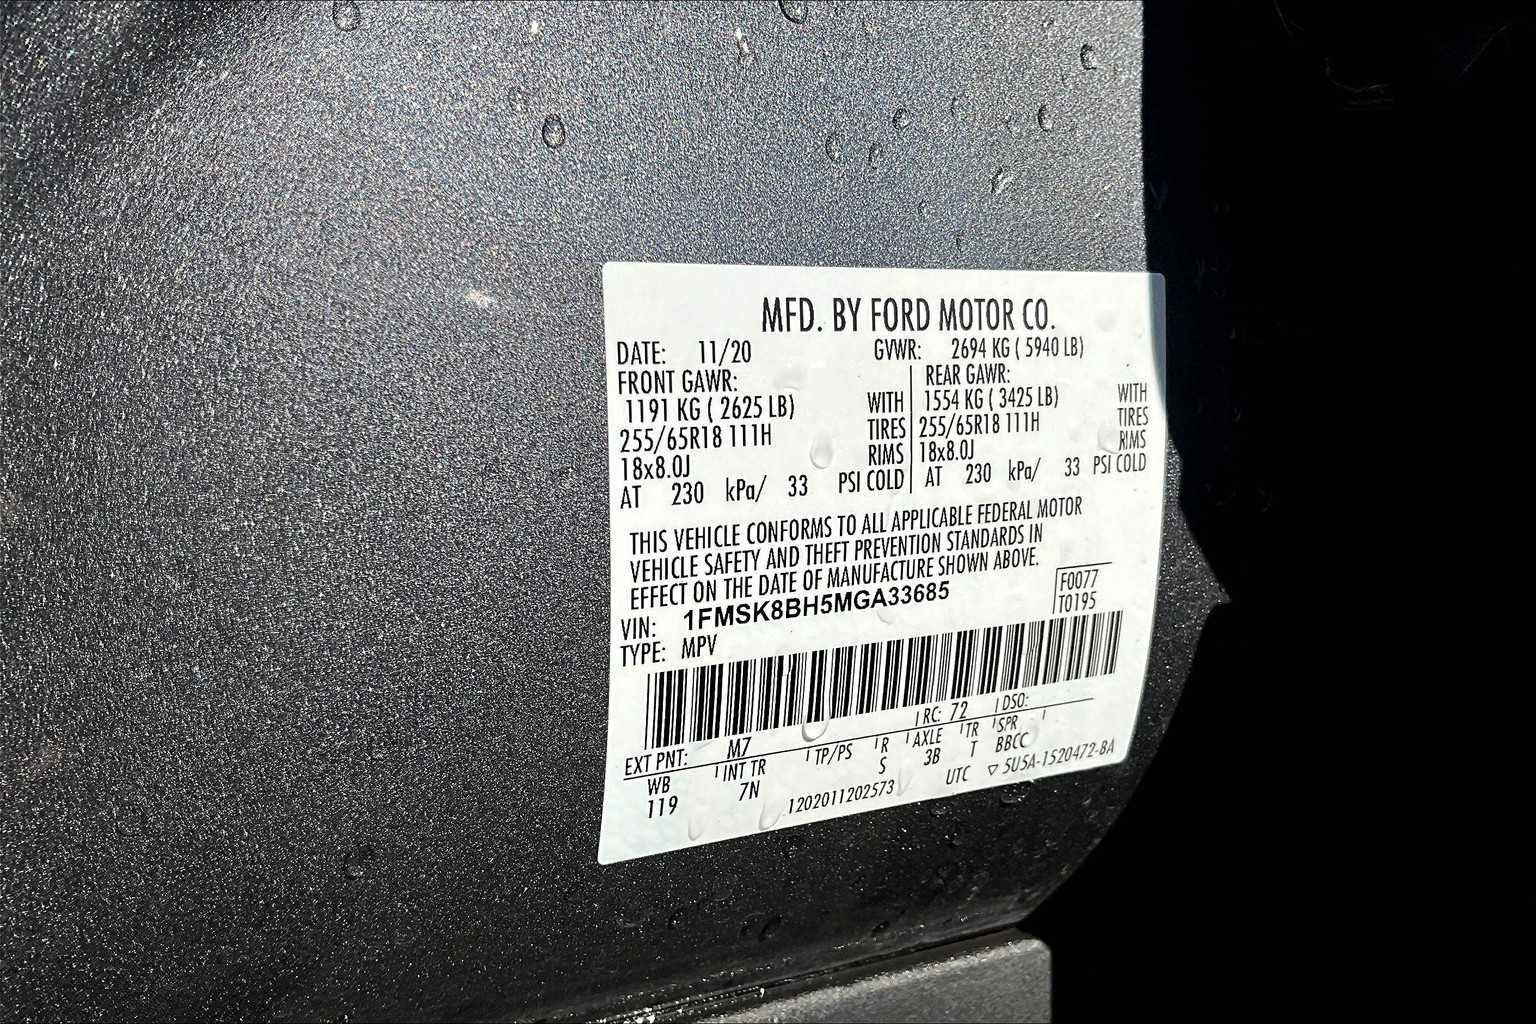 MFD. BY FORD MOTOR CO.
DATE: 11/20 GVWR: 2694 KG ( 5940 LB)
FRONT GAWR: REAR GAWR:
1191 KG ( 2625 LB) WITH 1554 KG ( 3425 LB) WITH
255/65R18 111H TIRES 255/65R18 111H TIRES
18x8.0J RIMS 18x8.0J RIMS
AT 230 kPa/ 33 PSI COLD AT 230 kPa/ 33 PSI COLD
THIS VEHICLE CONFORMS TO ALL APPLICABLE FEDERAL MOTOR
VEHICLE SAFETY AND THEFT PREVENTION STANDARDS IN
EFFECT ON THE DATE OF MANUFACTURE SHOWN ABOVE.
F0077
VIN: 1FMSK8BH5MGA33685 T0195
TYPE: MPV
EXT PNT: M7 RC: 72 DSO:
WB INT TR TP/PS R AXLE TR SPR
119 7N S 3B T BBCC
1202011202573 UTC ▽ 5U5A-1520472-BA